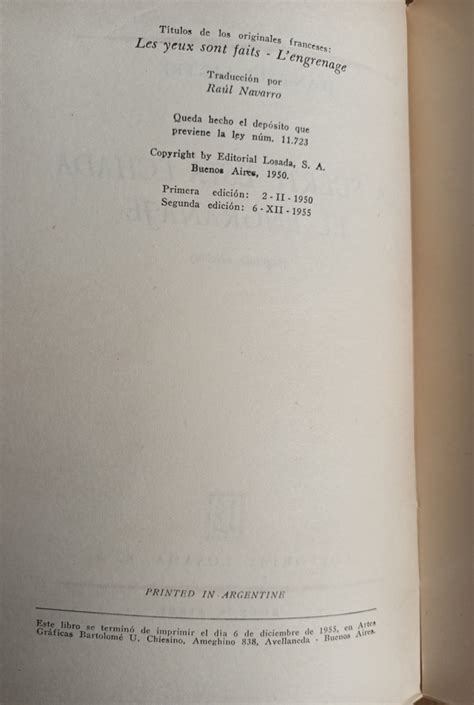 Títulos de los originales franceses:
Les yeux sont faits - L'engrenage
Traducción por
Raúl Navarro
Queda hecho el depósito que
previene la ley núm. 11.723
Copyright by Editorial Losada, S. A.
Buenos Aires, 1950.
Primera edición: 2 - II - 1950
Segunda edición: 6 - XII - 1955
PRINTED IN ARGENTINE
Este libro se terminó de imprimir el día 6 de diciembre de 1955, en Artes
Gráficas Bartolomé U. Chiesino, Ameghino 838, Avellaneda - Buenos Aires.